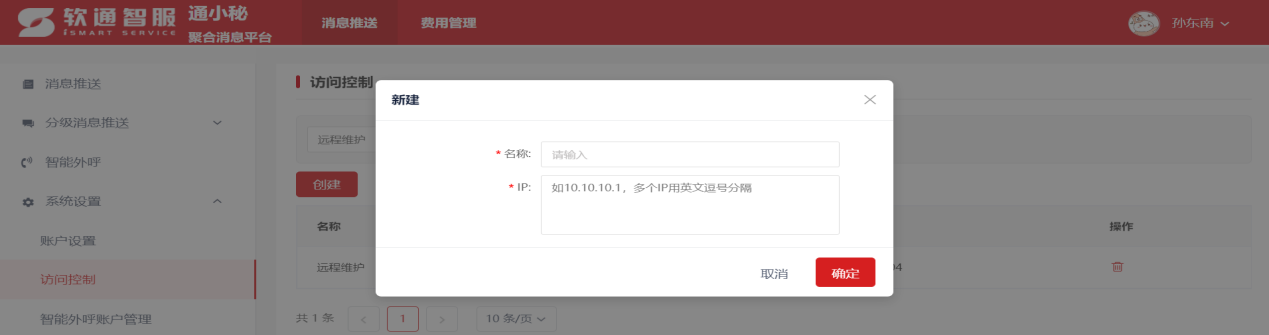 软通智服 通小秘 消息推送 费用管理 孙东南
iSMART SERVICE 聚合消息平台
消息推送
访问控制
新建
分级消息推送
远程维护
名称: 请输入
智能外呼
IP: 如10.10.10.1，多个IP用英文逗号分隔
创建
系统设置
名称 操作
账户设置
远程维护
取消 确定
访问控制
共 1 条 1 10 条/页
智能外呼账户管理